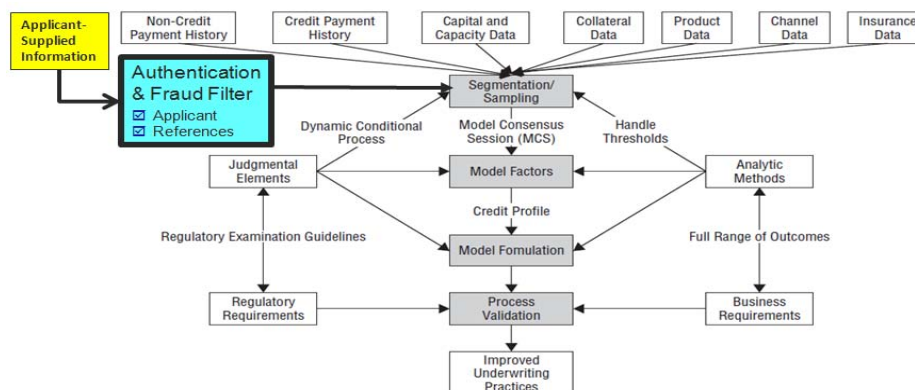 Applicant-
Supplied
Information
Non-Credit
Payment History
Credit Payment
History
Capital and
Capacity Data
Collateral
Data
Product
Data
Channel
Data
Insurance
Data
Authentication
& Fraud Filter
Applicant
References
Segmentation/
Sampling
Dynamic Conditional
Process
Model Consensus
Session (MCS)
Handle
Thresholds
Judgmental
Elements
Model Factors
Analytic
Methods
Credit Profile
Regulatory Examination Guidelines
Full Range of Outcomes
Model Fomulation
Regulatory
Requirements
Process
Validation
Business
Requirements
Improved
Underwriting
Practices